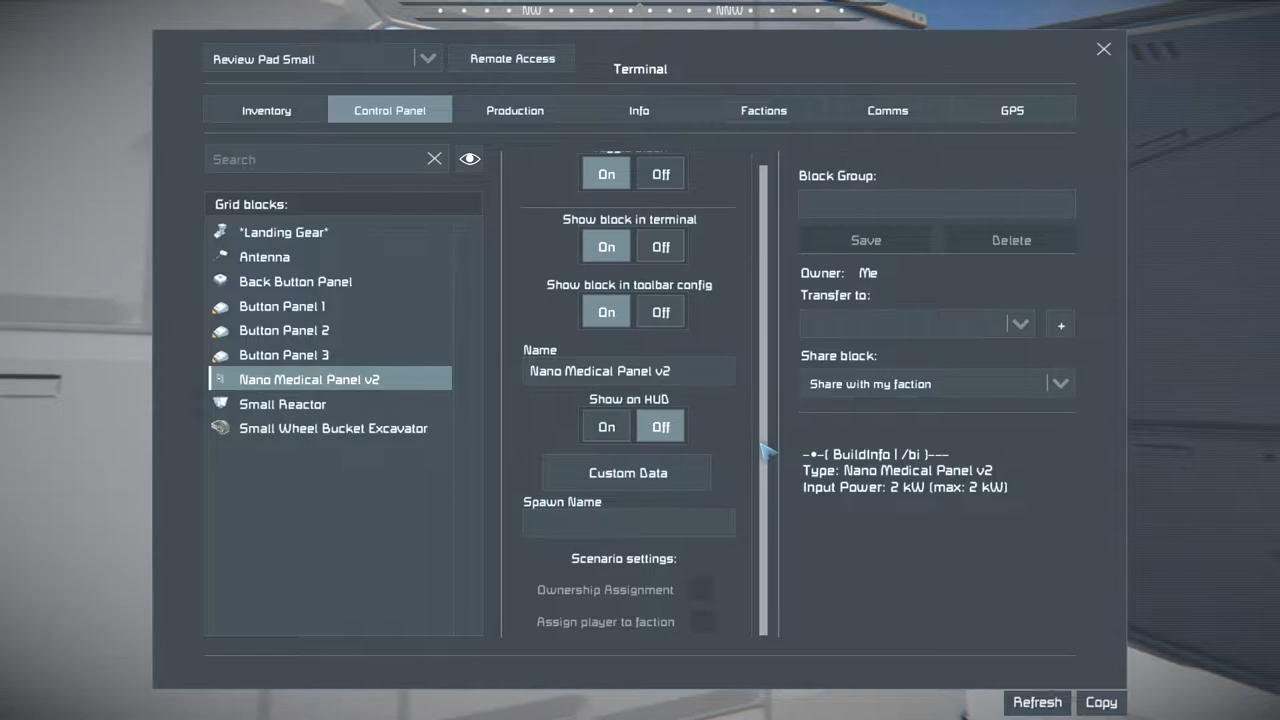 NW
NNW
Review Pad Small
Remote Access
Terminal
Inventory
Control Panel
Production
Info
Factions
Comms
GPS
Search
Grid blocks:
*Landing Gear*
Antenna
Back Button Panel
Button Panel 1
Button Panel 2
Button Panel 3
Nano Medical Panel v2
Small Reactor
Small Wheel Bucket Excavator
On
Off
Show block in terminal
On
Off
Show block in toolbar config
On
Off
Name
Nano Medical Panel v2
Show on HUD
On
Off
Custom Data
Spawn Name
Scenario settings:
Ownership Assignment
Assign player to faction
Block Group:
Save
Delete
Owner: Me
Transfer to:
+
Share block:
Share with my faction
-•-( BuildInfo | /bi )---
Type: Nano Medical Panel v2
Input Power: 2 kW (max: 2 kW)
Refresh
Copy